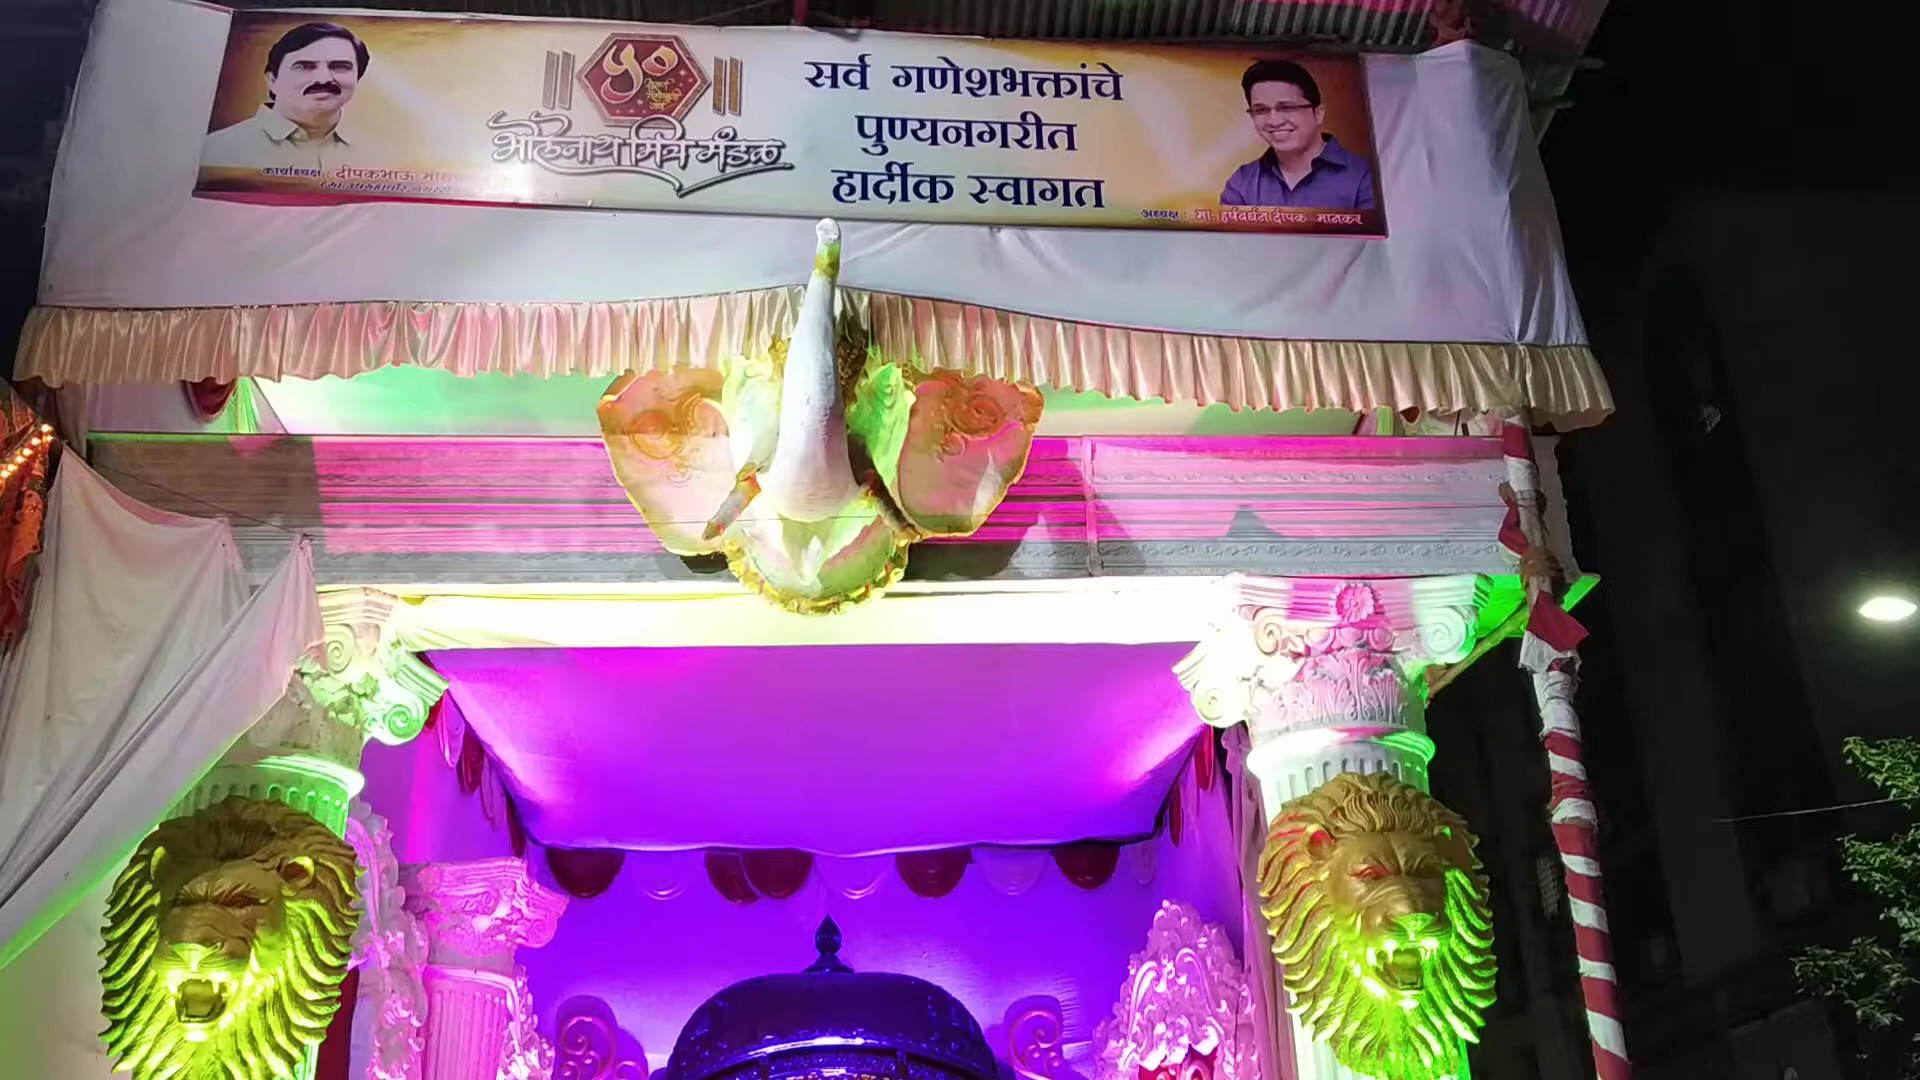 ५०
भोलेनाथ मित्र मंडळ
सर्व गणेशभक्तांचे
पुण्यनगरीत
हार्दीक स्वागत
कार्याध्यक्ष : दीपकभाऊ
अध्यक्ष : मा. हर्षवर्धन दीपक मानकर